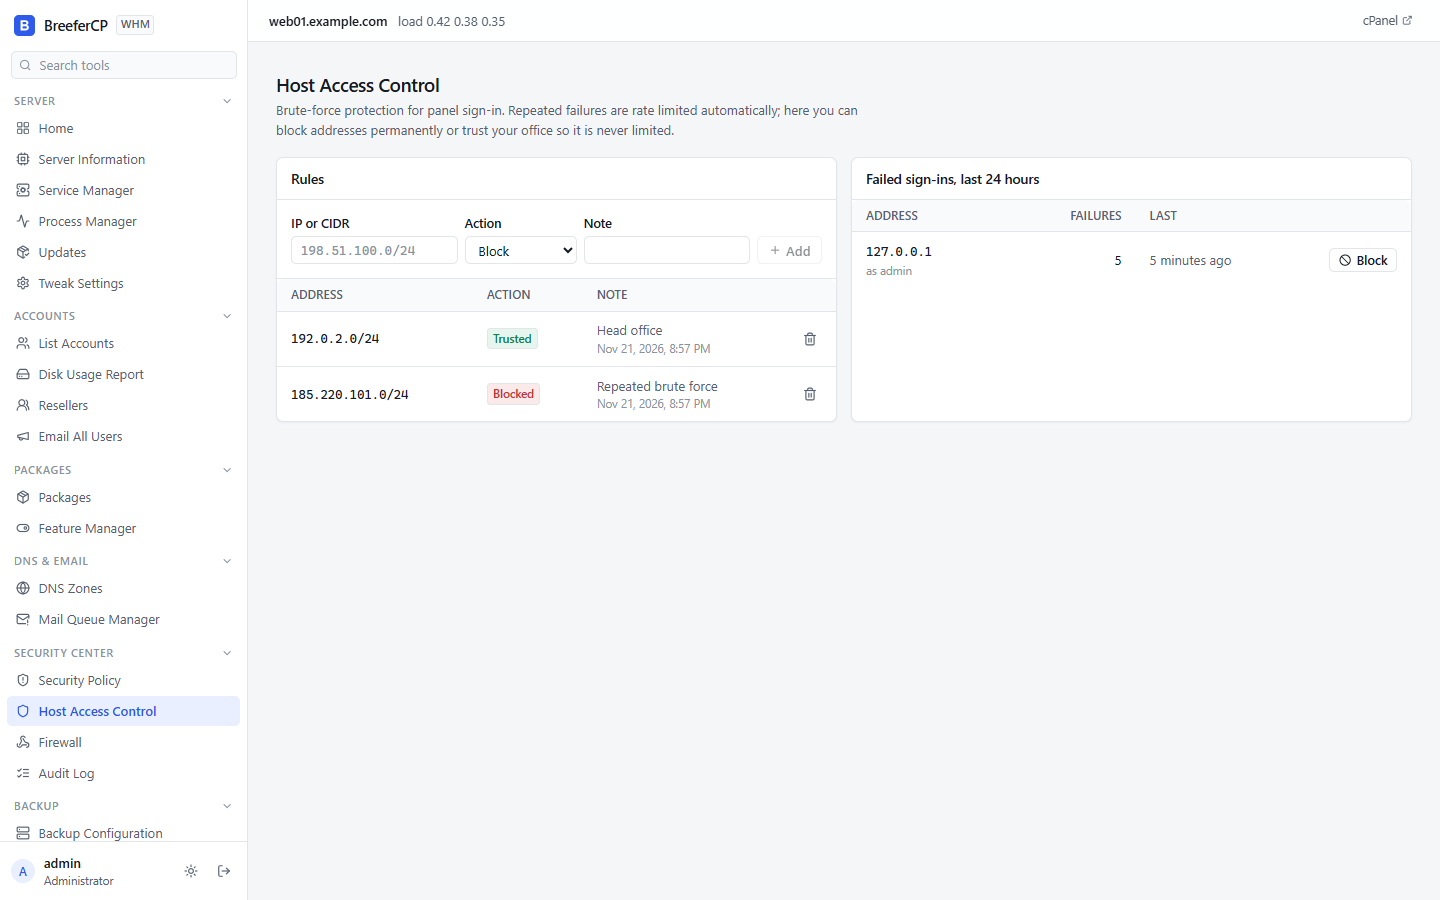 B BreeferCP WHM
Search tools
SERVER
Home
Server Information
Service Manager
Process Manager
Updates
Tweak Settings
ACCOUNTS
List Accounts
Disk Usage Report
Resellers
Email All Users
PACKAGES
Packages
Feature Manager
DNS & EMAIL
DNS Zones
Mail Queue Manager
SECURITY CENTER
Security Policy
Host Access Control
Firewall
Audit Log
BACKUP
Backup Configuration
A admin
Administrator
web01.example.com load 0.42 0.38 0.35
cPanel
Host Access Control
Brute-force protection for panel sign-in. Repeated failures are rate limited automatically; here you can
block addresses permanently or trust your office so it is never limited.
Rules
IP or CIDR Action Note
198.51.100.0/24 Block + Add
ADDRESS ACTION NOTE
192.0.2.0/24 Trusted Head office
Nov 21, 2026, 8:57 PM
185.220.101.0/24 Blocked Repeated brute force
Nov 21, 2026, 8:57 PM
Failed sign-ins, last 24 hours
ADDRESS FAILURES LAST
127.0.0.1 5 5 minutes ago Block
as admin